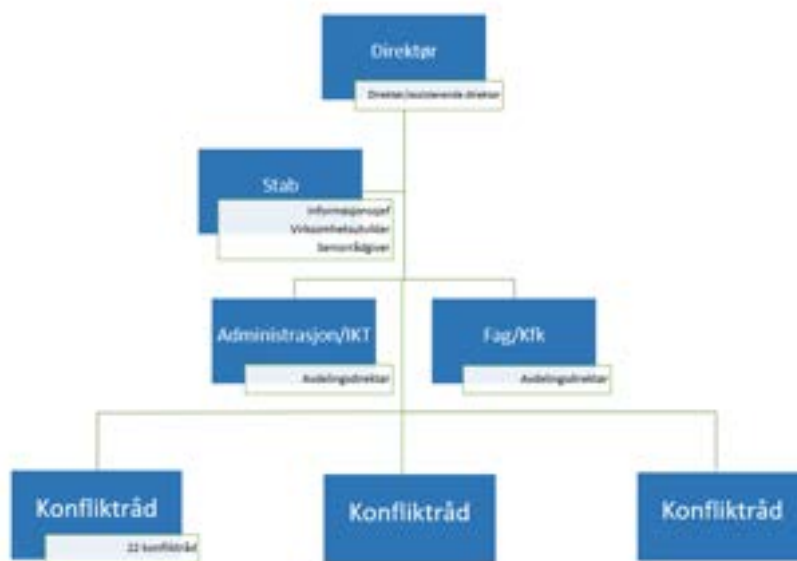 Direktør
Direktør/assisterende direktør
Stab
Informasjonssjef
Virksomhetsutvikler
Seniorrådgiver
Administrasjon/IKT
Avdelingsdirektør
Fag/Kfk
Avdelingsdirektør
Konfliktråd
22 konfliktråd
Konfliktråd
Konfliktråd